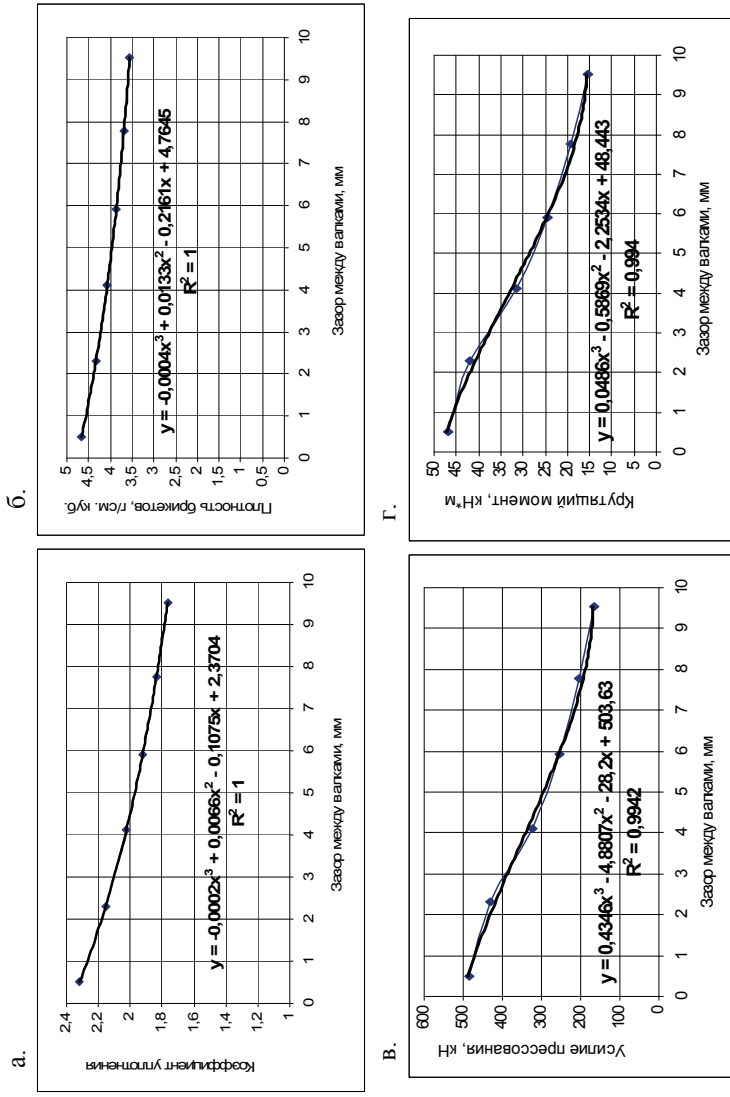 а.
Коэффициент уплотнения
2,4
2,2
2
1,8
1,6
1,4
1,2
1
y = -0,0002x³ + 0,0066x² - 0,1075x + 2,3704
R² = 1
0 1 2 3 4 5 6 7 8 9 10
Зазор между валками, мм
б.
Плотность брикетов, г/см. куб.
5
4,5
4
3,5
3
2,5
2
1,5
1
0,5
0
y = -0,0004x³ + 0,0133x² - 0,2161x + 4,7645
R² = 1
0 1 2 3 4 5 6 7 8 9 10
Зазор между валками, мм
в.
Усилие прессования, кН
600
500
400
300
200
100
0
y = 0,4346x³ - 4,8807x² - 28,2x + 503,63
R² = 0,9942
0 1 2 3 4 5 6 7 8 9 10
Зазор между валками, мм
г.
Крутящий момент, кН*м
50
45
40
35
30
25
20
15
10
5
0
y = 0,0486x³ - 0,5869x² - 2,2534x + 48,443
R² = 0,994
0 1 2 3 4 5 6 7 8 9 10
Зазор между валками, мм